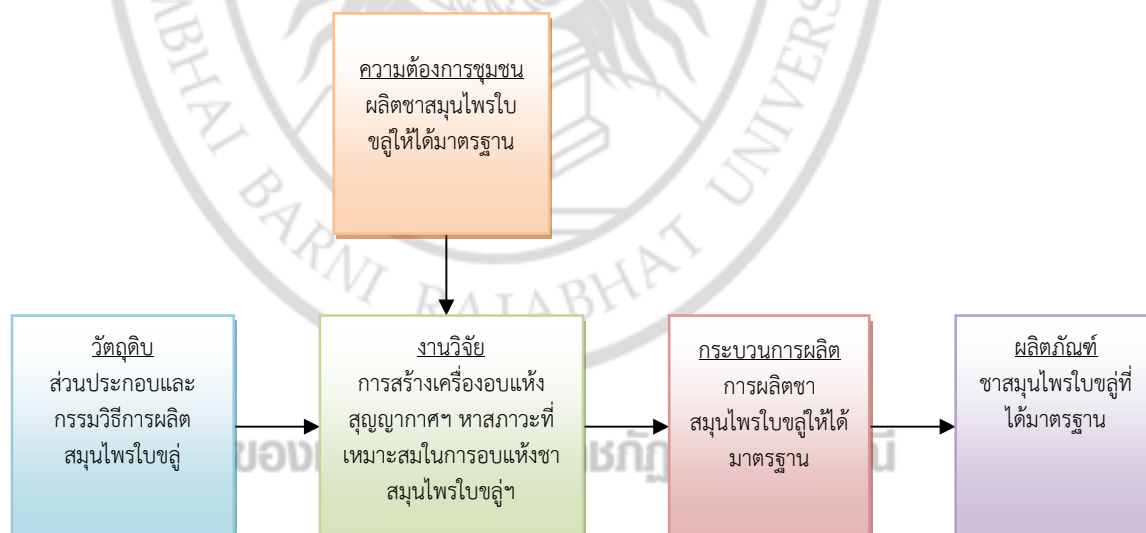 ความต้องการชุมชน
ผลิตชาสมุนไพรใบ
ขลู่ให้ได้มาตรฐาน
BARNI RAJABHAT
วัตถุดิบ
ส่วนประกอบและ
กรรมวิธีการผลิต
สมุนไพรใบขลู่
งานวิจัย
การสร้างเครื่องอบแห้ง
สุญญากาศฯ หาสภาวะที่
เหมาะสมในการอบแห้งชา
สมุนไพรใบขลู่ฯ
กระบวนการผลิต
การผลิตชา
สมุนไพรใบขลู่ให้ได้
มาตรฐาน
ผลิตภัณฑ์
ชาสมุนไพรใบขลู่ที่
ได้มาตรฐาน